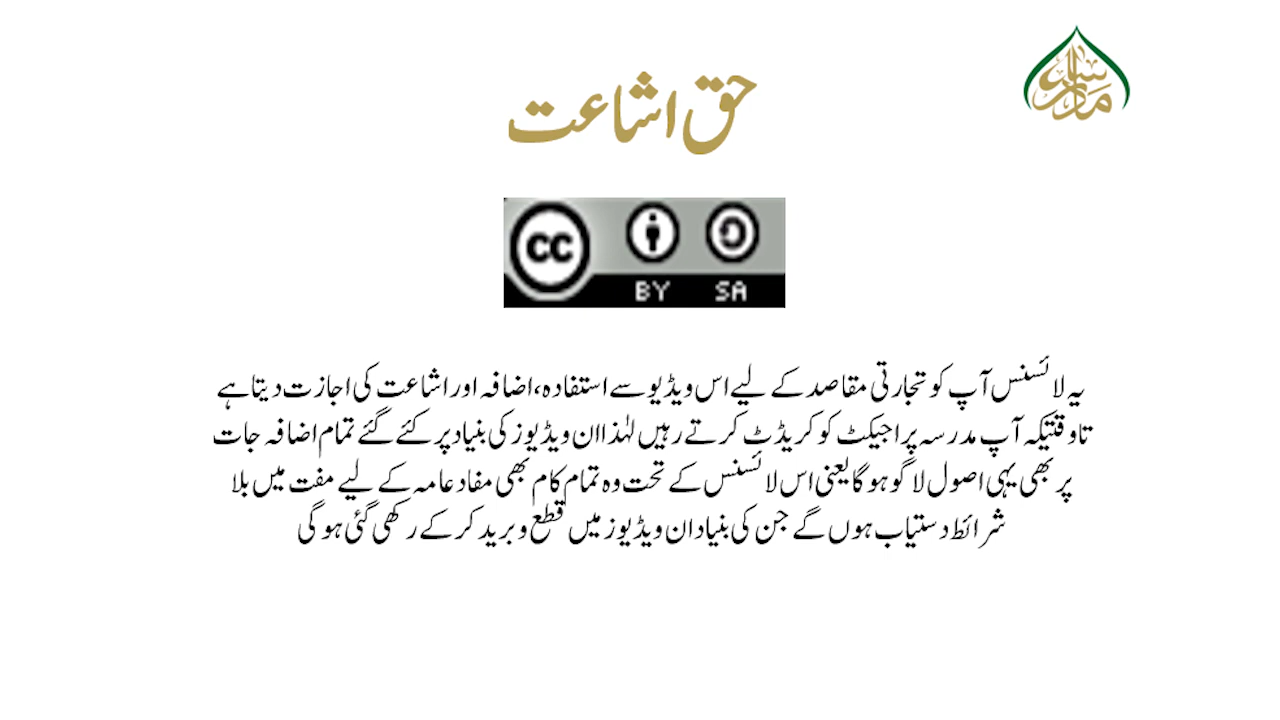 مدرسہ
حق اشاعت
CC BY SA
یہ لائسنس آپ کو تجارتی مقاصد کے لیے اس ویڈیو سے استفادہ، اضافہ اور اشاعت کی اجازت دیتا ہے
تاوقتیکہ آپ مدرسہ پراجیکٹ کو کریڈٹ کرتے رہیں لہٰذا ان ویڈیوز کی بنیاد پر کئے گئے تمام اضافہ جات
پر بھی یہی اصول لاگو ہوگا یعنی اس لائسنس کے تحت وہ تمام کام بھی مفاد عامہ کے لیے مفت میں بلا
شرائط دستیاب ہوں گے جن کی بنیاد ان ویڈیوز میں قطع و برید کر کے رکھی گئی ہوگی